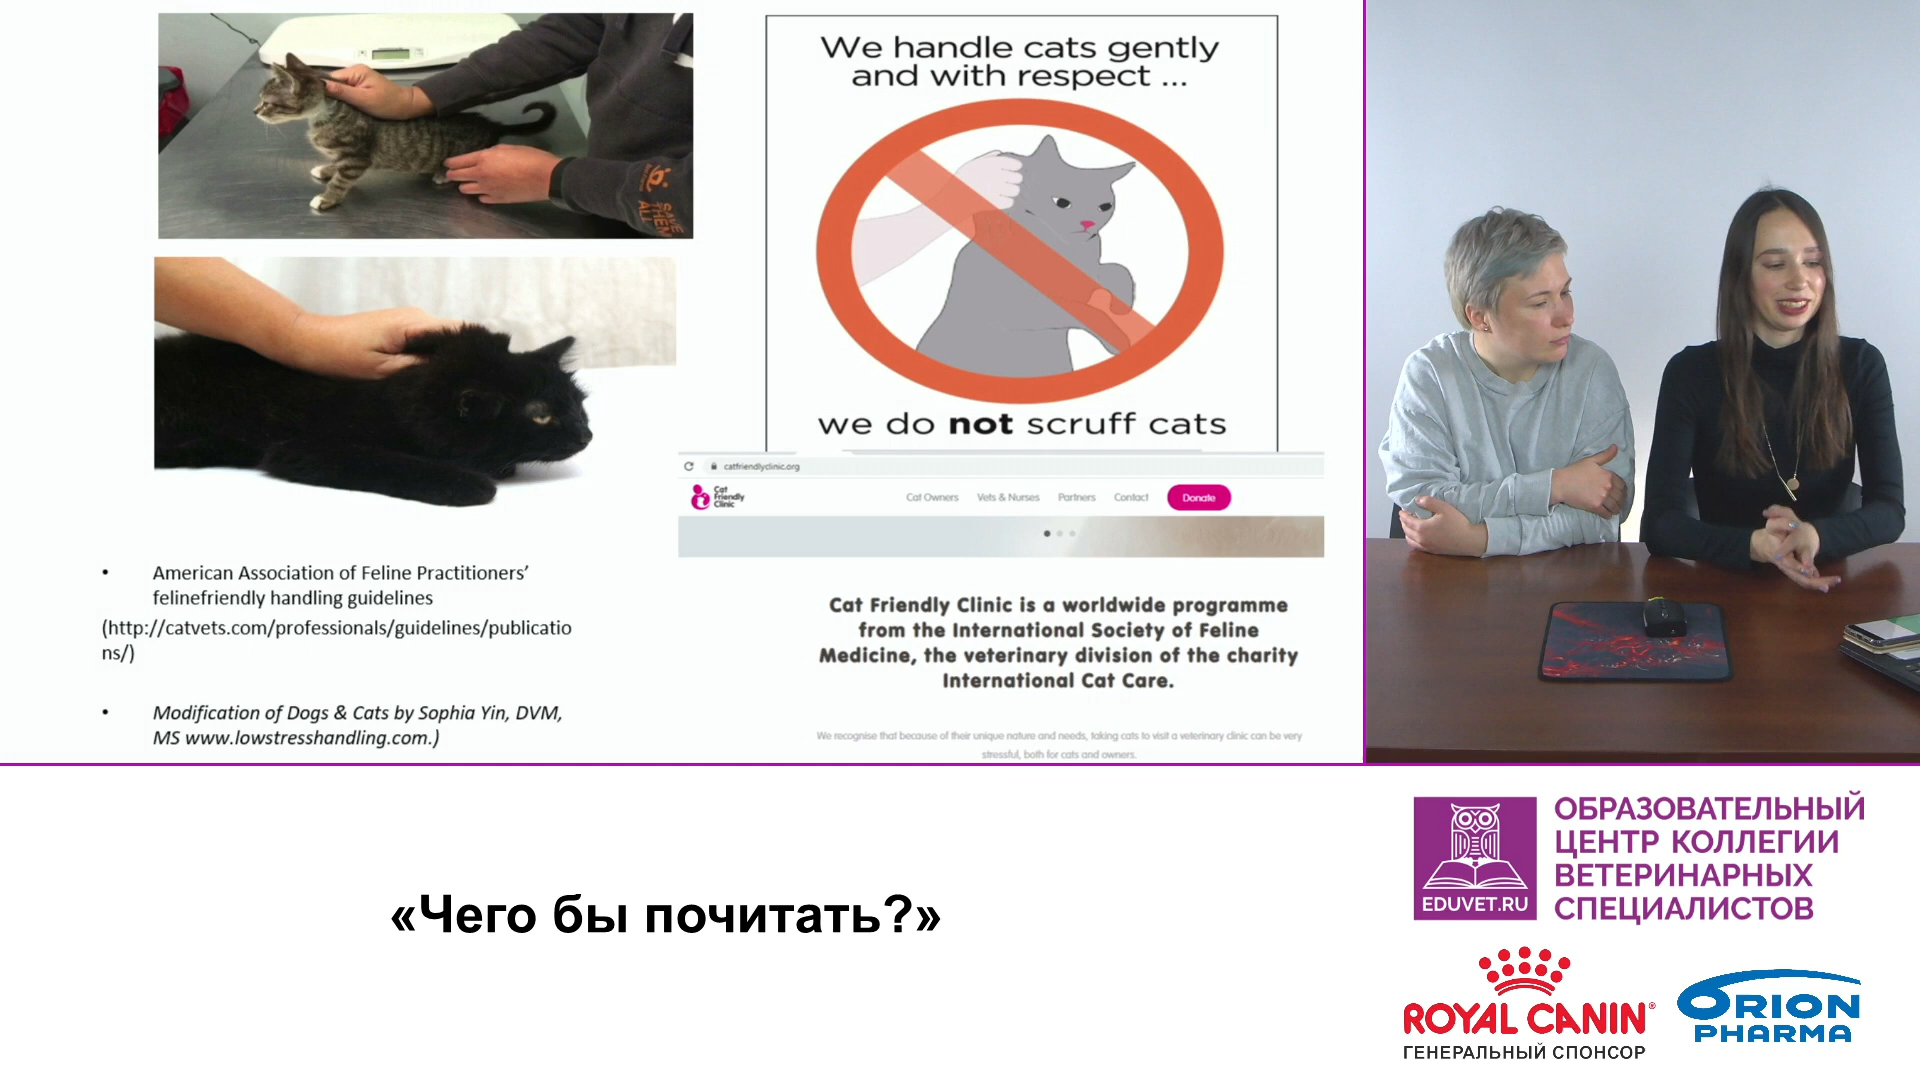 SAVE
THEM
ALL
We handle cats gently
and with respect ...
we do not scruff cats
catfriendlyclinic.org
Cat
Friendly
Clinic
Cat Owners Vets & Nurses Partners Contact Donate
• American Association of Feline Practitioners’
felinefriendly handling guidelines
(http://catvets.com/professionals/guidelines/publicatio
ns/)
• Modification of Dogs & Cats by Sophia Yin, DVM,
MS www.lowstresshandling.com.)
Cat Friendly Clinic is a worldwide programme
from the International Society of Feline
Medicine, the veterinary division of the charity
International Cat Care.
We recognise that because of their unique nature and needs, taking cats to visit a veterinary clinic can be very
stressful, both for cats and owners.
«Чего бы почитать?»
EDUVET.RU
ОБРАЗОВАТЕЛЬНЫЙ
ЦЕНТР КОЛЛЕГИИ
ВЕТЕРИНАРНЫХ
СПЕЦИАЛИСТОВ
ROYAL CANIN®
ГЕНЕРАЛЬНЫЙ СПОНСОР
ORION
PHARMA